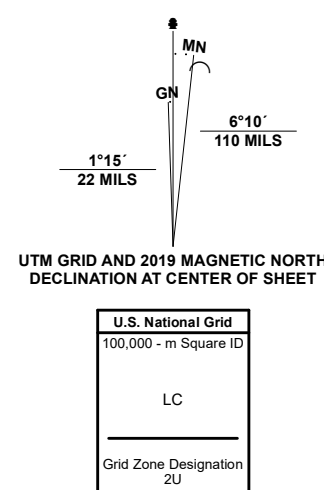 MN
GN
6°10´
110 MILS
1°15´
22 MILS
UTM GRID AND 2019 MAGNETIC NORTH
DECLINATION AT CENTER OF SHEET
U.S. National Grid
100,000 - m Square ID
LC
Grid Zone Designation
2U